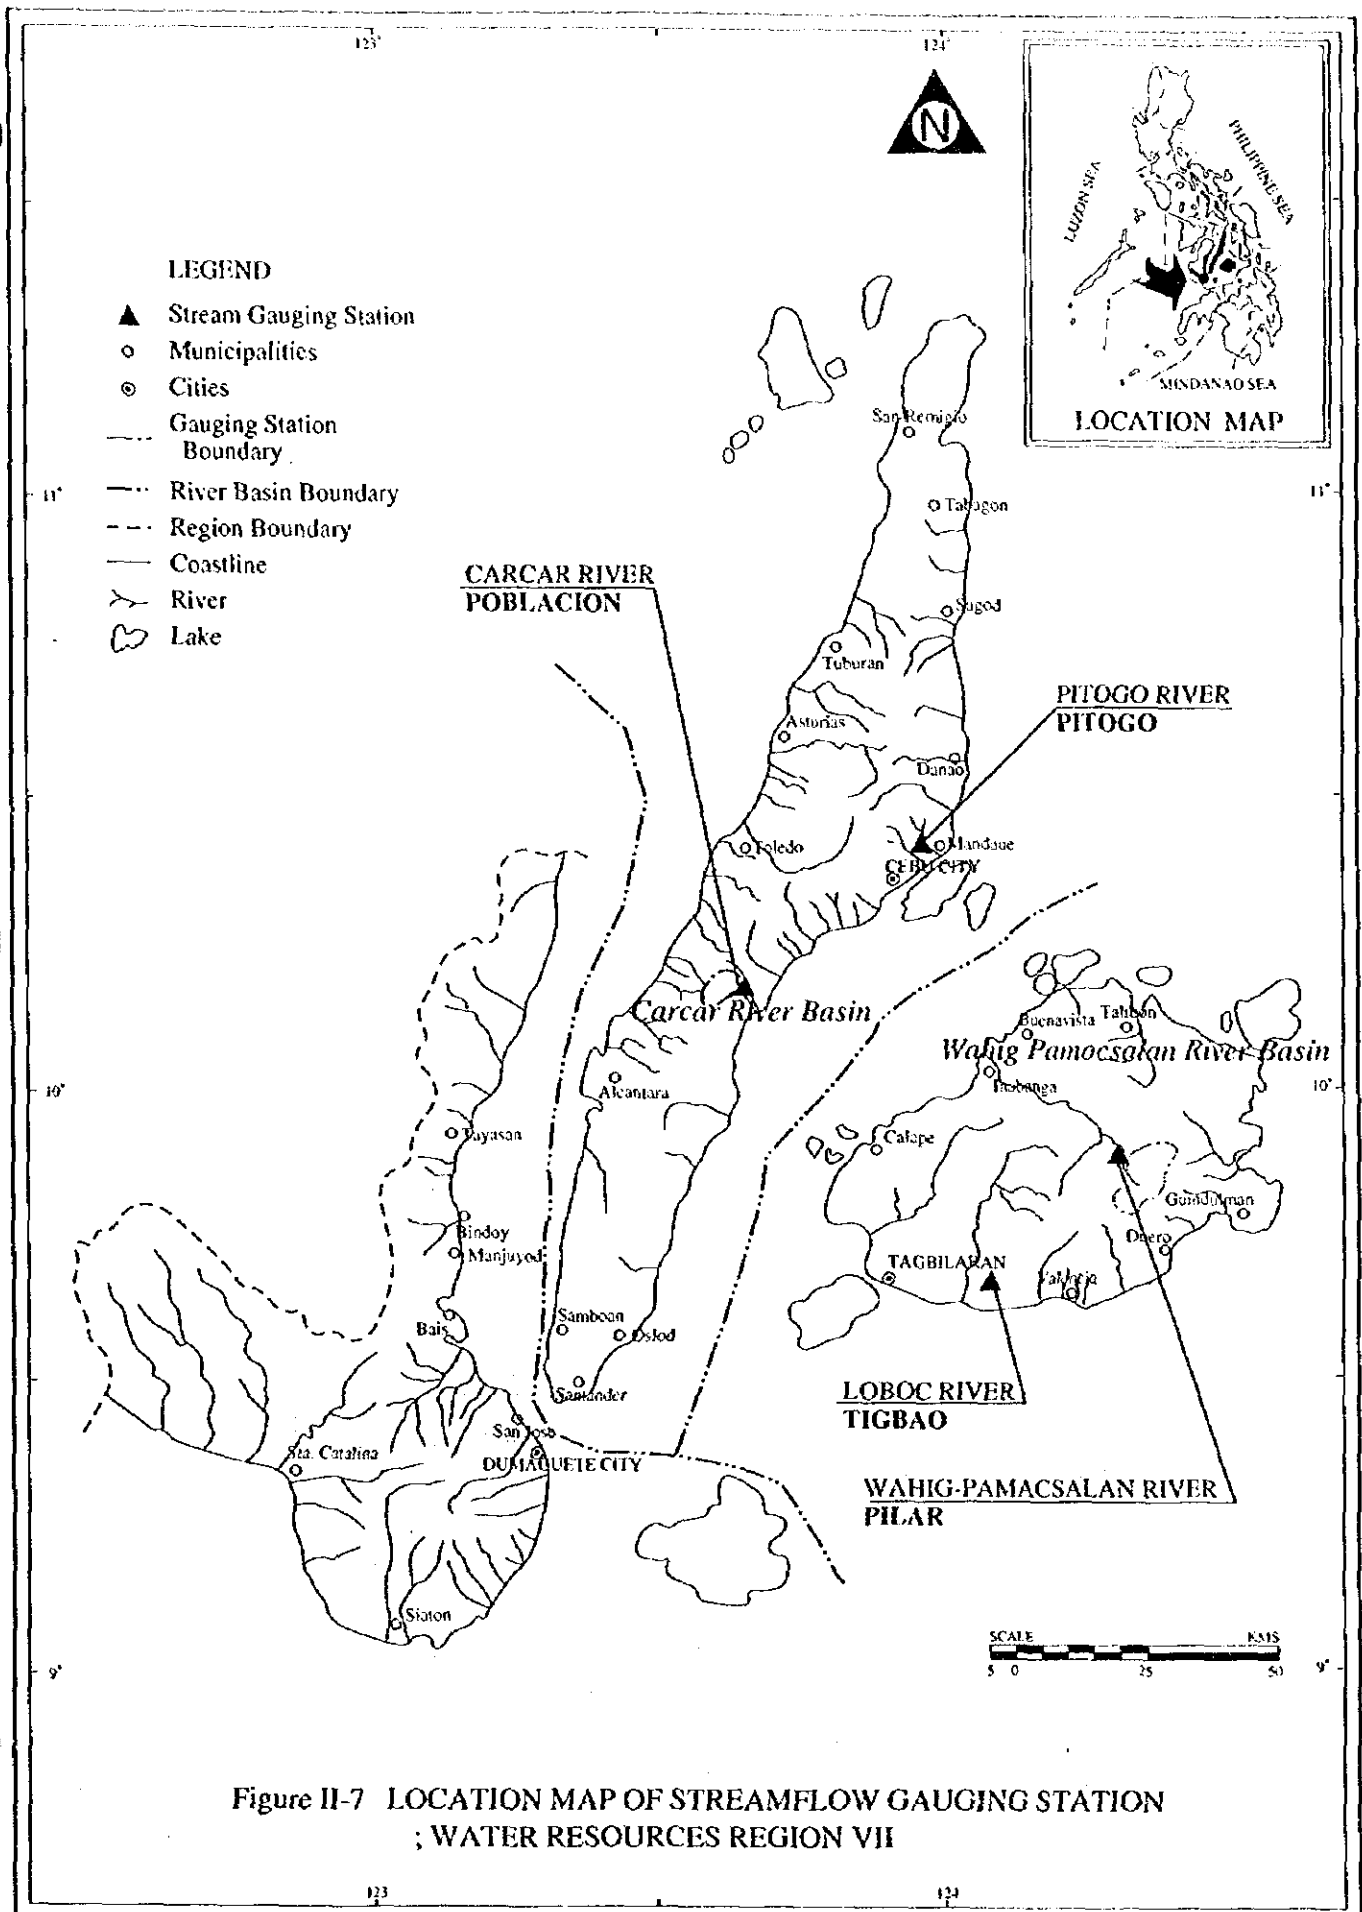 123°
124°
N
LUZON SEA
PHILIPPINE SEA
MINDANAO SEA
LOCATION MAP
LEGEND
Stream Gauging Station
Municipalities
Cities
Gauging Station
Boundary
River Basin Boundary
Region Boundary
Coastline
River
Lake
11°
11°
San Remigio
Tabogon
CARCAR RIVER
POBLACION
Sugod
Tuburan
PITOGO RIVER
PITOGO
Asturias
Danao
Toledo
Mandaue
CEBU CITY
Carcar River Basin
Buenavista
Talibon
Wahig Pamocsalan River Basin
10°
10°
Alcantara
Tayasan
Calape
Guindulman
Bindoy
Manjuyod
Duero
TAGBILARAN
Valencia
Bais
Samboan
Oslod
Santander
LOBOC RIVER
TIGBAO
San Jose
Sta. Catalina
DUMAGUETE CITY
WAHIG-PAMACSALAN RIVER
PILAR
Siaton
SCALE KMS
5 0 25 50
9°
9°
Figure II-7 LOCATION MAP OF STREAMFLOW GAUGING STATION
; WATER RESOURCES REGION VII
123
124